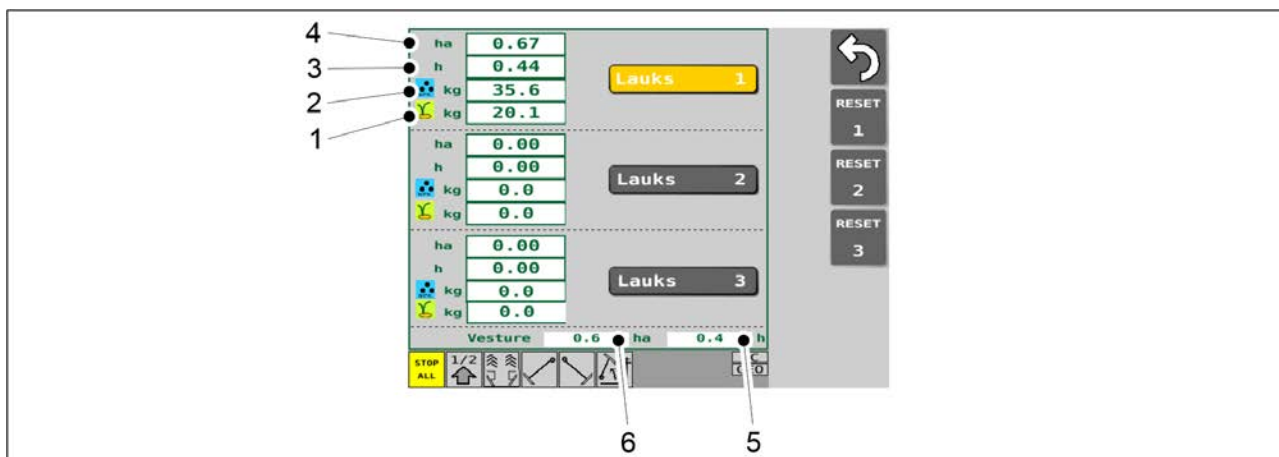 4
3
2
1
ha 0.67
h 0.44
kg 35.6
kg 20.1
Lauks 1
ha 0.00
h 0.00
kg 0.0
kg 0.0
Lauks 2
ha 0.00
h 0.00
kg 0.0
kg 0.0
Lauks 3
Vesture 0.6 ha 0.4 h
RESET
1
RESET
2
RESET
3
STOP
ALL
1/2
6
5